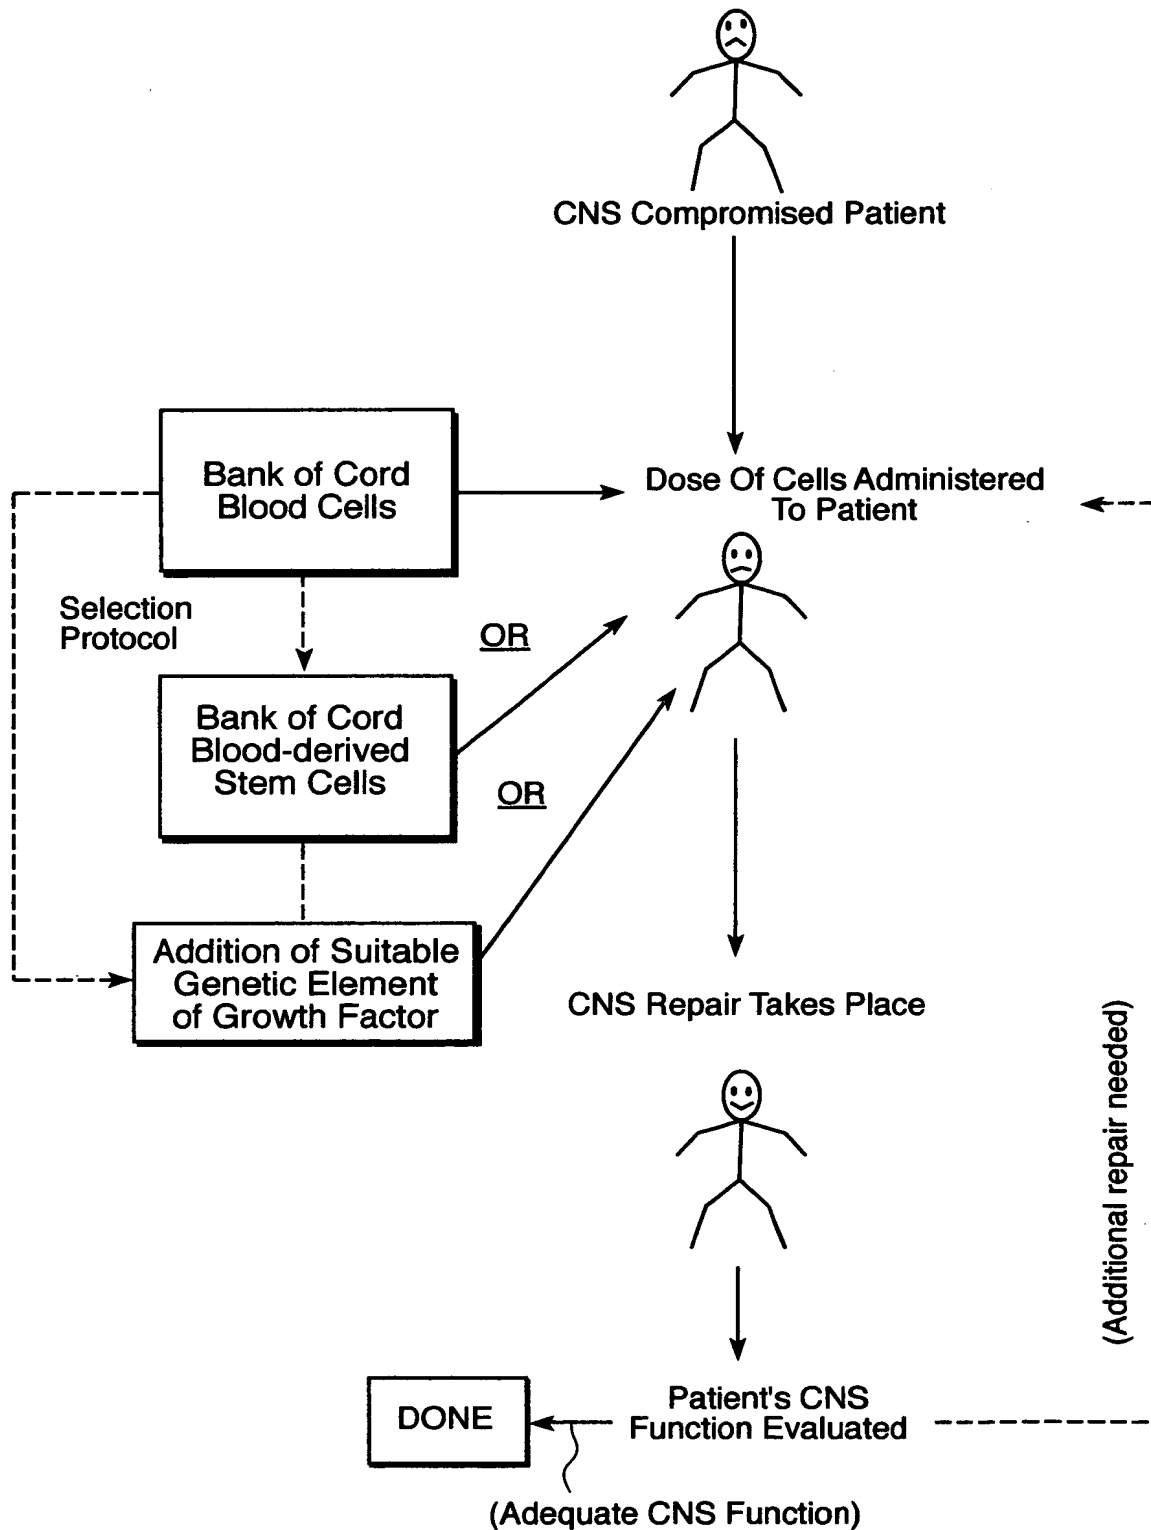 CNS Compromised Patient
Bank of Cord
Blood Cells
Dose Of Cells Administered
To Patient
Selection
Protocol
OR
Bank of Cord
Blood-derived
Stem Cells
OR
Addition of Suitable
Genetic Element
of Growth Factor
CNS Repair Takes Place
(Additional repair needed)
DONE
Patient's CNS
Function Evaluated
(Adequate CNS Function)